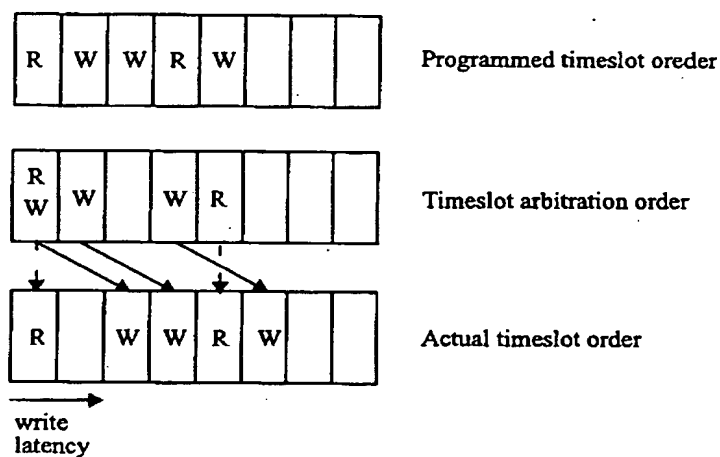 R W W R W Programmed timeslot oreder
R
W W W R Timeslot arbitration order
R W W R W Actual timeslot order
write
latency